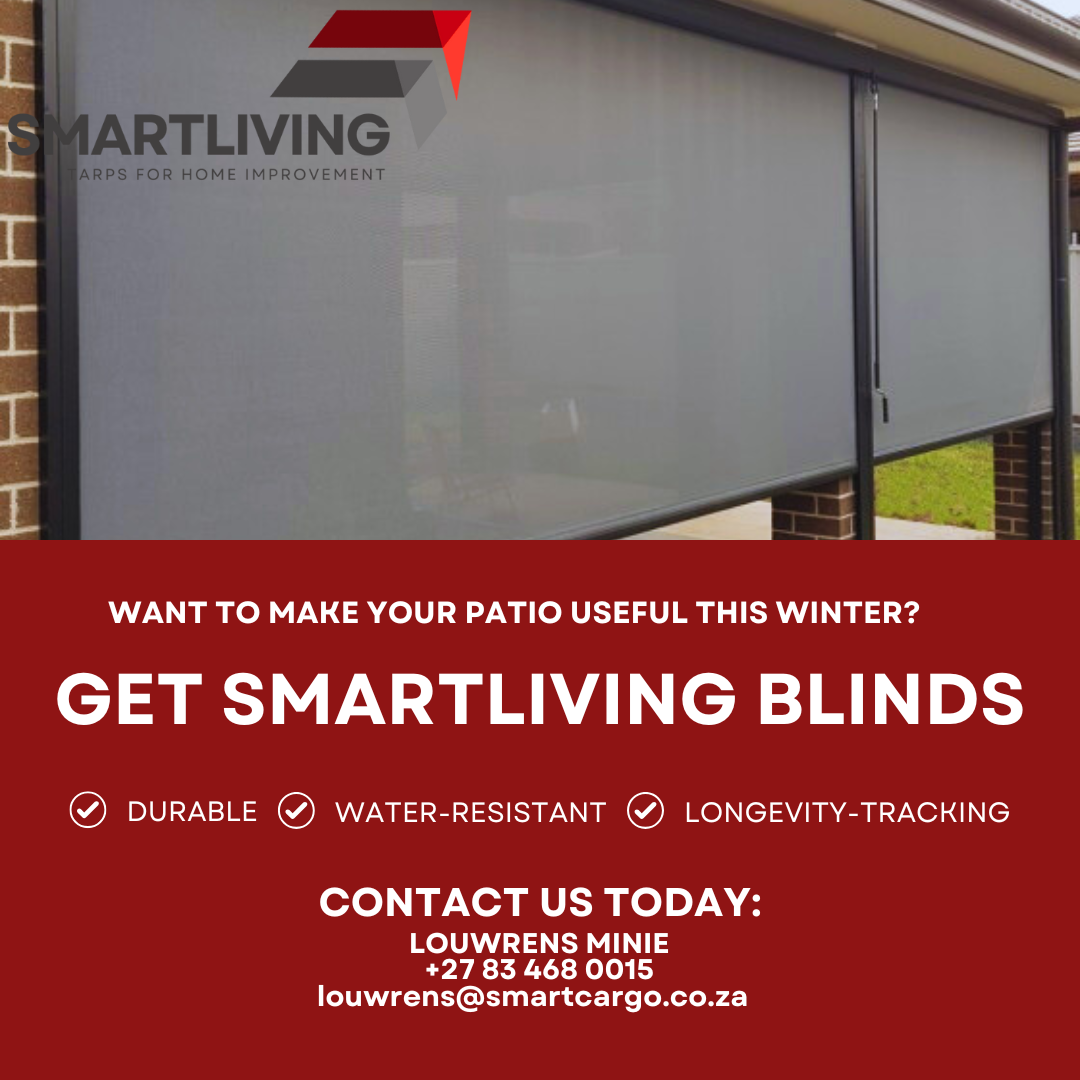 SMARTLIVING
TARPS FOR HOME IMPROVEMENT
WANT TO MAKE YOUR PATIO USEFUL THIS WINTER?
GET SMARTLIVING BLINDS
DURABLE WATER-RESISTANT LONGEVITY-TRACKING
CONTACT US TODAY:
LOUWRENS MINIE
+27 83 468 0015
louwrens@smartcargo.co.za